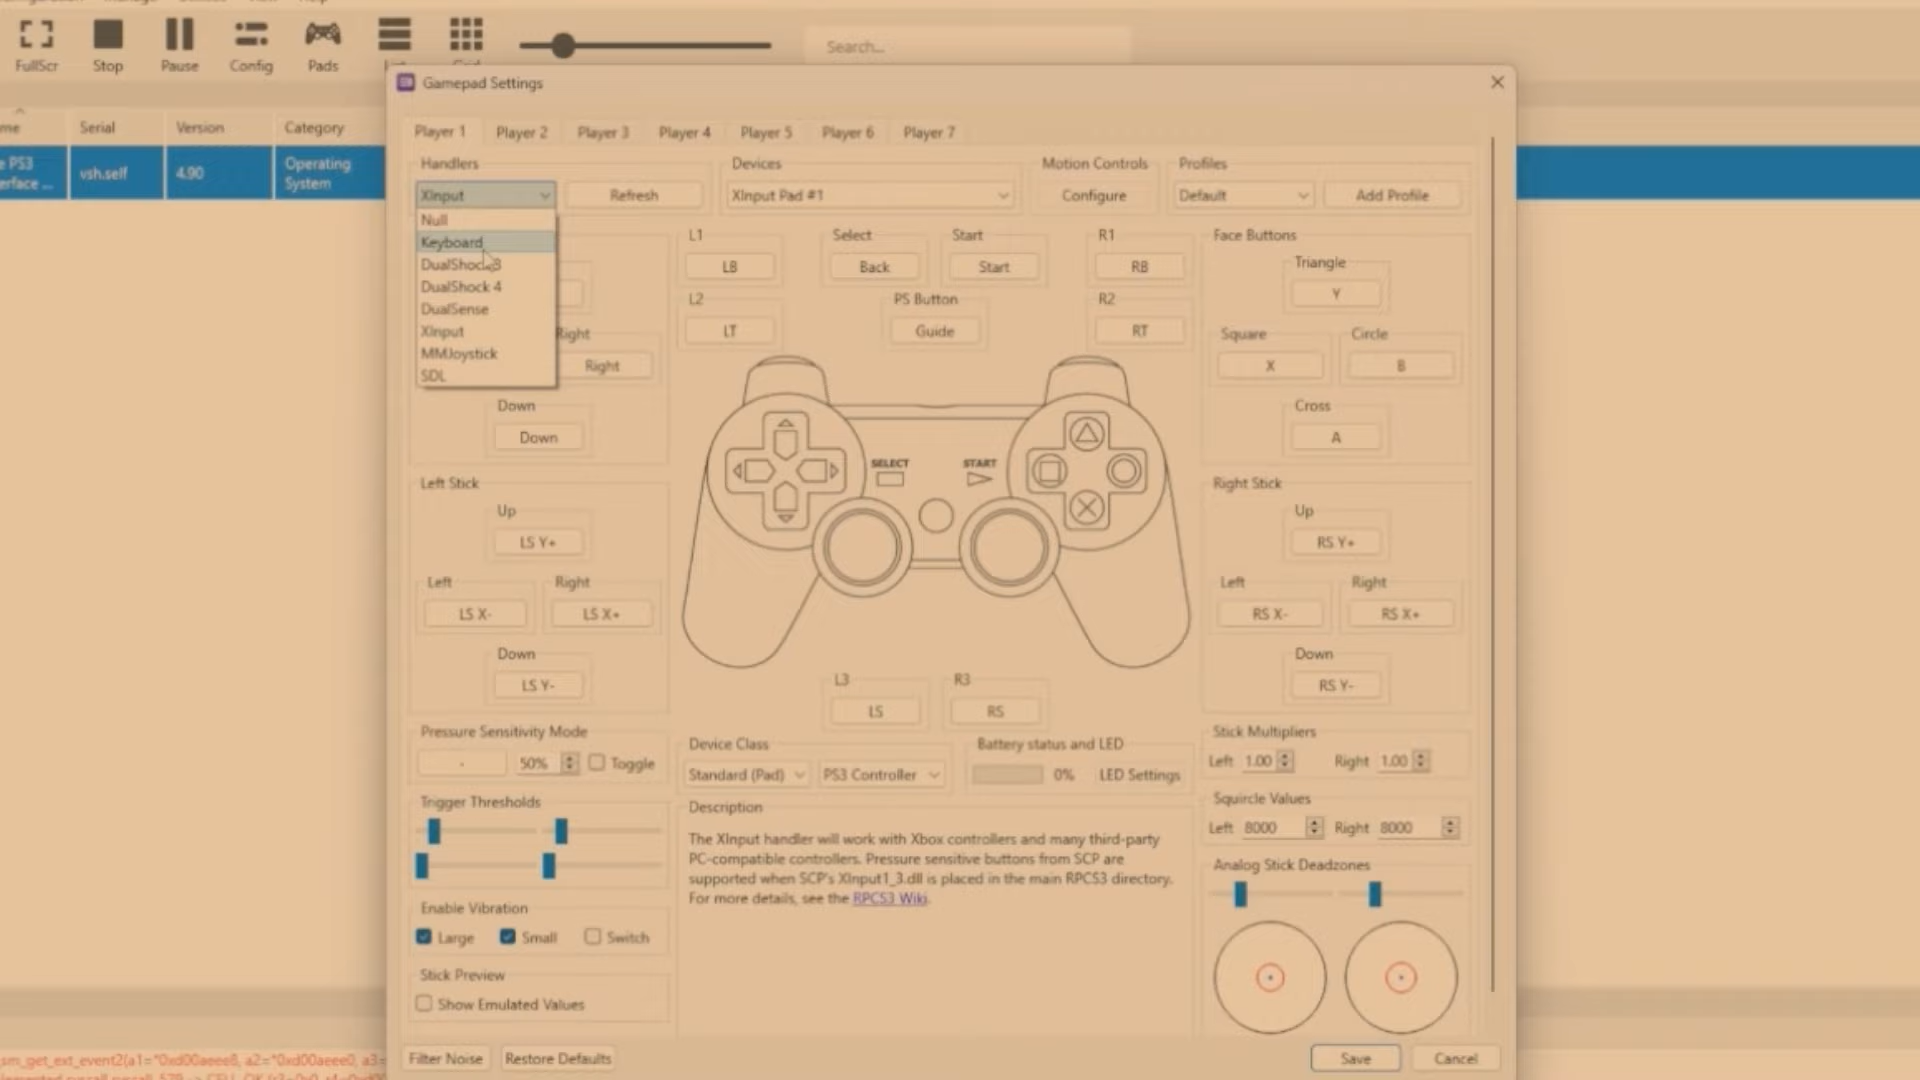 Search...
FullScr
Stop
Pause
Config
Pads
Gamepad Settings
Serial
Version
Category
Player 1
Player 2
Player 3
Player 4
Player 5
Player 6
Player 7
e PS3
erface ...
vsh.self
4.90
Operating
System
Handlers
XInput
Refresh
Null
Keyboard
DualShock 3
DualShock 4
DualSense
XInput
MMJoystick
SDL
Devices
XInput Pad #1
Motion Controls
Configure
Profiles
Default
Add Profile
L1
LB
Select
Back
Start
Start
R1
RB
L2
LT
PS Button
Guide
R2
RT
Face Buttons
Triangle
Y
Square
X
Circle
B
Cross
A
Right
Right
Down
Down
SELECT
START
Left Stick
Up
LS Y+
Left
LS X-
Right
LS X+
Down
LS Y-
Right Stick
Up
RS Y+
Left
RS X-
Right
RS X+
Down
RS Y-
L3
LS
R3
RS
Pressure Sensitivity Mode
-
50%
Toggle
Device Class
Standard (Pad)
PS3 Controller
Battery status and LED
0%
LED Settings
Stick Multipliers
Left 1.00
Right 1.00
Trigger Thresholds
Squircle Values
Left 8000
Right 8000
Description
The XInput handler will work with Xbox controllers and many third-party
PC-compatible controllers. Pressure sensitive buttons from SCP are
supported when SCP's XInput1_3.dll is placed in the main RPCS3 directory.
For more details, see the RPCS3 Wiki.
Analog Stick Deadzones
Enable Vibration
Large
Small
Switch
Stick Preview
Show Emulated Values
Filter Noise
Restore Defaults
Save
Cancel
sm_get_ext_event2(a1=*0xd00aeee8, a2=*0xd00aeee0, a3=